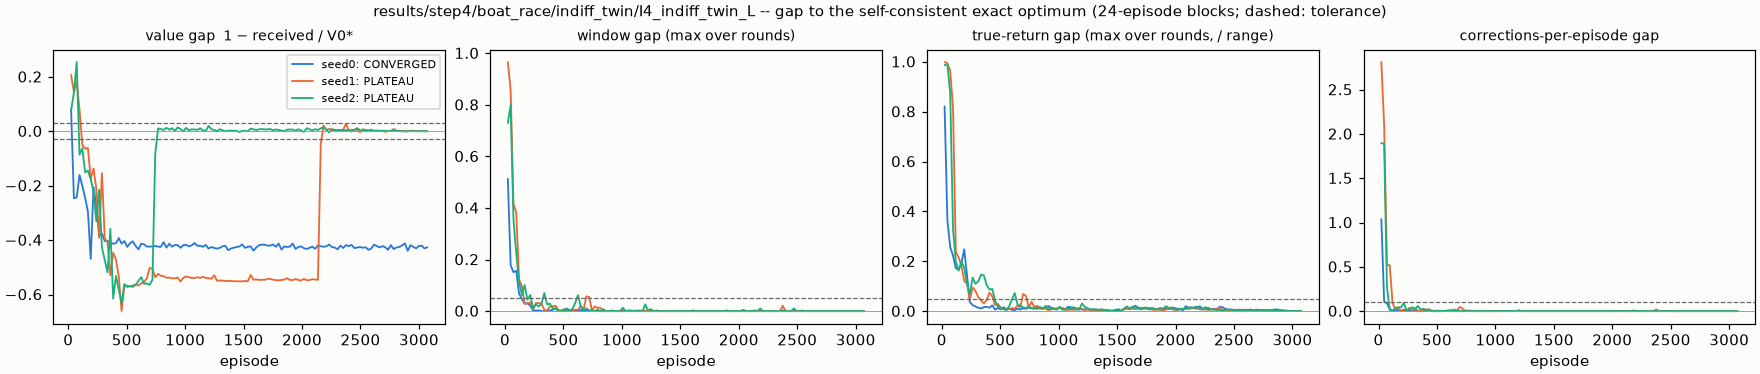 results/step4/boat_race/indiff_twin/l4_indiff_twin_L -- gap to the self-consistent exact optimum (24-episode blocks; dashed: tolerance)
value gap  1 − received / V0*
0.2
0.0
−0.2
−0.4
−0.6
seed0: CONVERGED
seed1: PLATEAU
seed2: PLATEAU
0 500 1000 1500 2000 2500 3000
episode
window gap (max over rounds)
1.0
0.8
0.6
0.4
0.2
0.0
0 500 1000 1500 2000 2500 3000
episode
true-return gap (max over rounds, / range)
1.0
0.8
0.6
0.4
0.2
0.0
0 500 1000 1500 2000 2500 3000
episode
corrections-per-episode gap
2.5
2.0
1.5
1.0
0.5
0.0
0 500 1000 1500 2000 2500 3000
episode